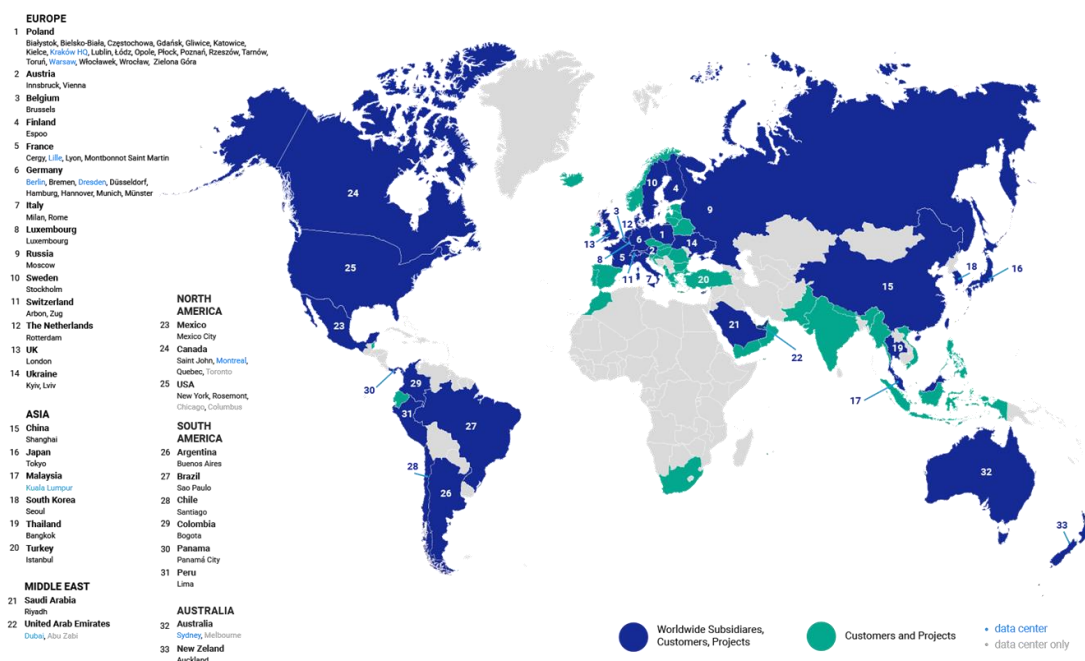 EUROPE
1 Poland
Białystok, Bielsko-Biała, Częstochowa, Gdańsk, Gliwice, Katowice,
Kielce, Kraków HQ, Lublin, Łódz, Opole, Płock, Poznań, Rzeszów, Tarnów,
Toruń, Warsaw, Włocławek, Wrocław, Zielona Góra
2 Austria
Innsbruck, Vienna
3 Belgium
Brussels
4 Finland
Espoo
5 France
Cergy, Lille, Lyon, Montbonnot Saint Martin
6 Germany
Berlin, Bremen, Dresden, Düsseldorf,
Hamburg, Hannover, Munich, Münster
7 Italy
Milan, Rome
8 Luxembourg
Luxembourg
9 Russia
Moscow
10 Sweden
Stockholm
11 Switzerland
Arbon, Zug
12 The Netherlands
Rotterdam
13 UK
London
14 Ukraine
Kyiv, Lviv
ASIA
15 China
Shanghai
16 Japan
Tokyo
17 Malaysia
Kuala Lumpur
18 South Korea
Seoul
19 Thailand
Bangkok
20 Turkey
Istanbul
MIDDLE EAST
21 Saudi Arabia
Riyadh
22 United Arab Emirates
Dubai, Abu Zabi
NORTH
AMERICA
23 Mexico
Mexico City
24 Canada
Saint John, Montreal,
Quebec, Toronto
25 USA
New York, Rosemont,
Chicago, Columbus
SOUTH
AMERICA
26 Argentina
Buenos Aires
27 Brazil
Sao Paulo
28 Chile
Santiago
29 Colombia
Bogota
30 Panama
Panamá City
31 Peru
Lima
AUSTRALIA
32 Australia
Sydney, Melbourne
33 New Zeland
Auckland
24
25
23
30
29
31
27
28
26
10
4
9
3
12
13
6
1
14
8
5
2
11
7
20
21
22
15
18
16
19
17
32
33
Worldwide Subsidiares,
Customers, Projects
Customers and Projects
data center
data center only